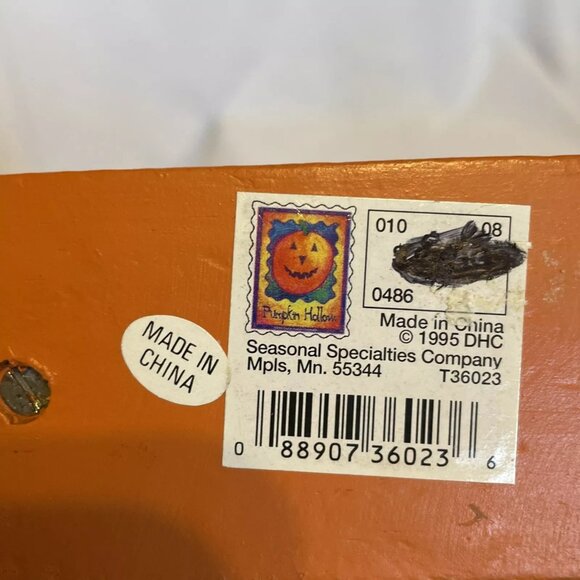 Pumpkin Hollow
010 08
0486
Made in China
© 1995 DHC
Seasonal Specialties Company
Mpls, Mn. 55344 T36023
0 88907 36023 6
MADE IN
CHINA